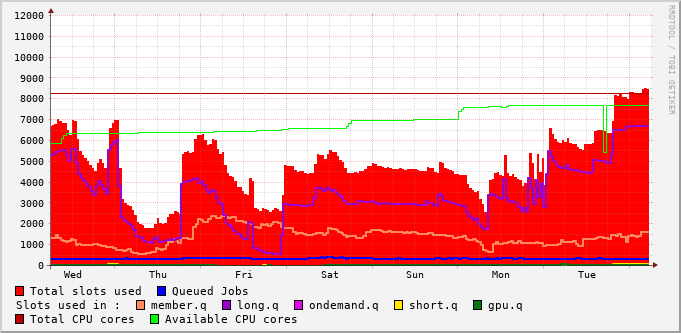 RRDTOOL / TOBI OETIKER
12000
11000
10000
9000
8000
7000
6000
5000
4000
3000
2000
1000
0
Wed Thu Fri Sat Sun Mon Tue
Total slots used Queued Jobs
Slots used in : member.q long.q ondemand.q short.q gpu.q
Total CPU cores Available CPU cores